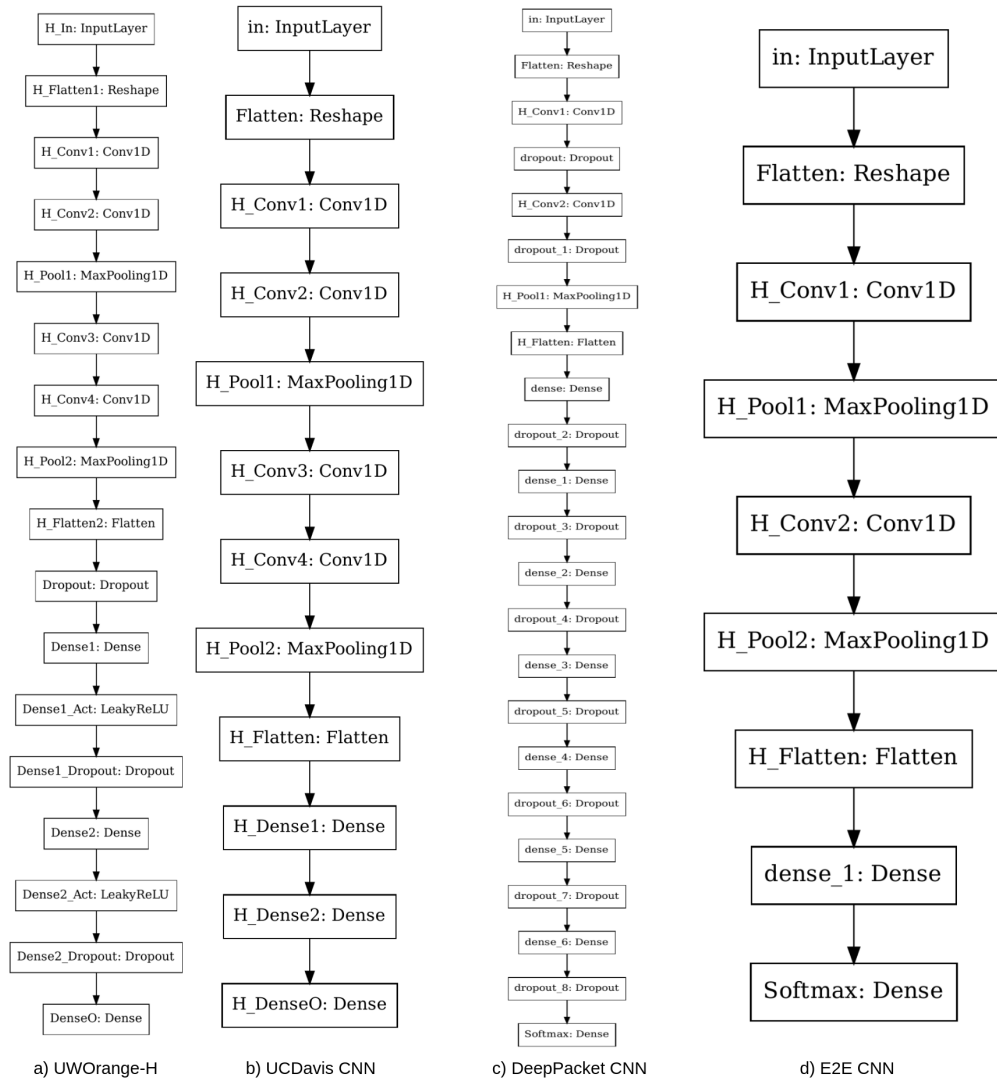 H_In: InputLayer
H_Flatten1: Reshape
H_Conv1: Conv1D
H_Conv2: Conv1D
H_Pool1: MaxPooling1D
H_Conv3: Conv1D
H_Conv4: Conv1D
H_Pool2: MaxPooling1D
H_Flatten2: Flatten
Dropout: Dropout
Dense1: Dense
Dense1_Act: LeakyReLU
Dense1_Dropout: Dropout
Dense2: Dense
Dense2_Act: LeakyReLU
Dense2_Dropout: Dropout
DenseO: Dense
a) UWOrange-H
in: InputLayer
Flatten: Reshape
H_Conv1: Conv1D
H_Conv2: Conv1D
H_Pool1: MaxPooling1D
H_Conv3: Conv1D
H_Conv4: Conv1D
H_Pool2: MaxPooling1D
H_Flatten: Flatten
H_Dense1: Dense
H_Dense2: Dense
H_DenseO: Dense
b) UCDavis CNN
in: InputLayer
Flatten: Reshape
H_Conv1: Conv1D
dropout: Dropout
H_Conv2: Conv1D
dropout_1: Dropout
H_Pool1: MaxPooling1D
H_Flatten: Flatten
dense: Dense
dropout_2: Dropout
dense_1: Dense
dropout_3: Dropout
dense_2: Dense
dropout_4: Dropout
dense_3: Dense
dropout_5: Dropout
dense_4: Dense
dropout_6: Dropout
dense_5: Dense
dropout_7: Dropout
dense_6: Dense
dropout_8: Dropout
Softmax: Dense
c) DeepPacket CNN
in: InputLayer
Flatten: Reshape
H_Conv1: Conv1D
H_Pool1: MaxPooling1D
H_Conv2: Conv1D
H_Pool2: MaxPooling1D
H_Flatten: Flatten
dense_1: Dense
Softmax: Dense
d) E2E CNN